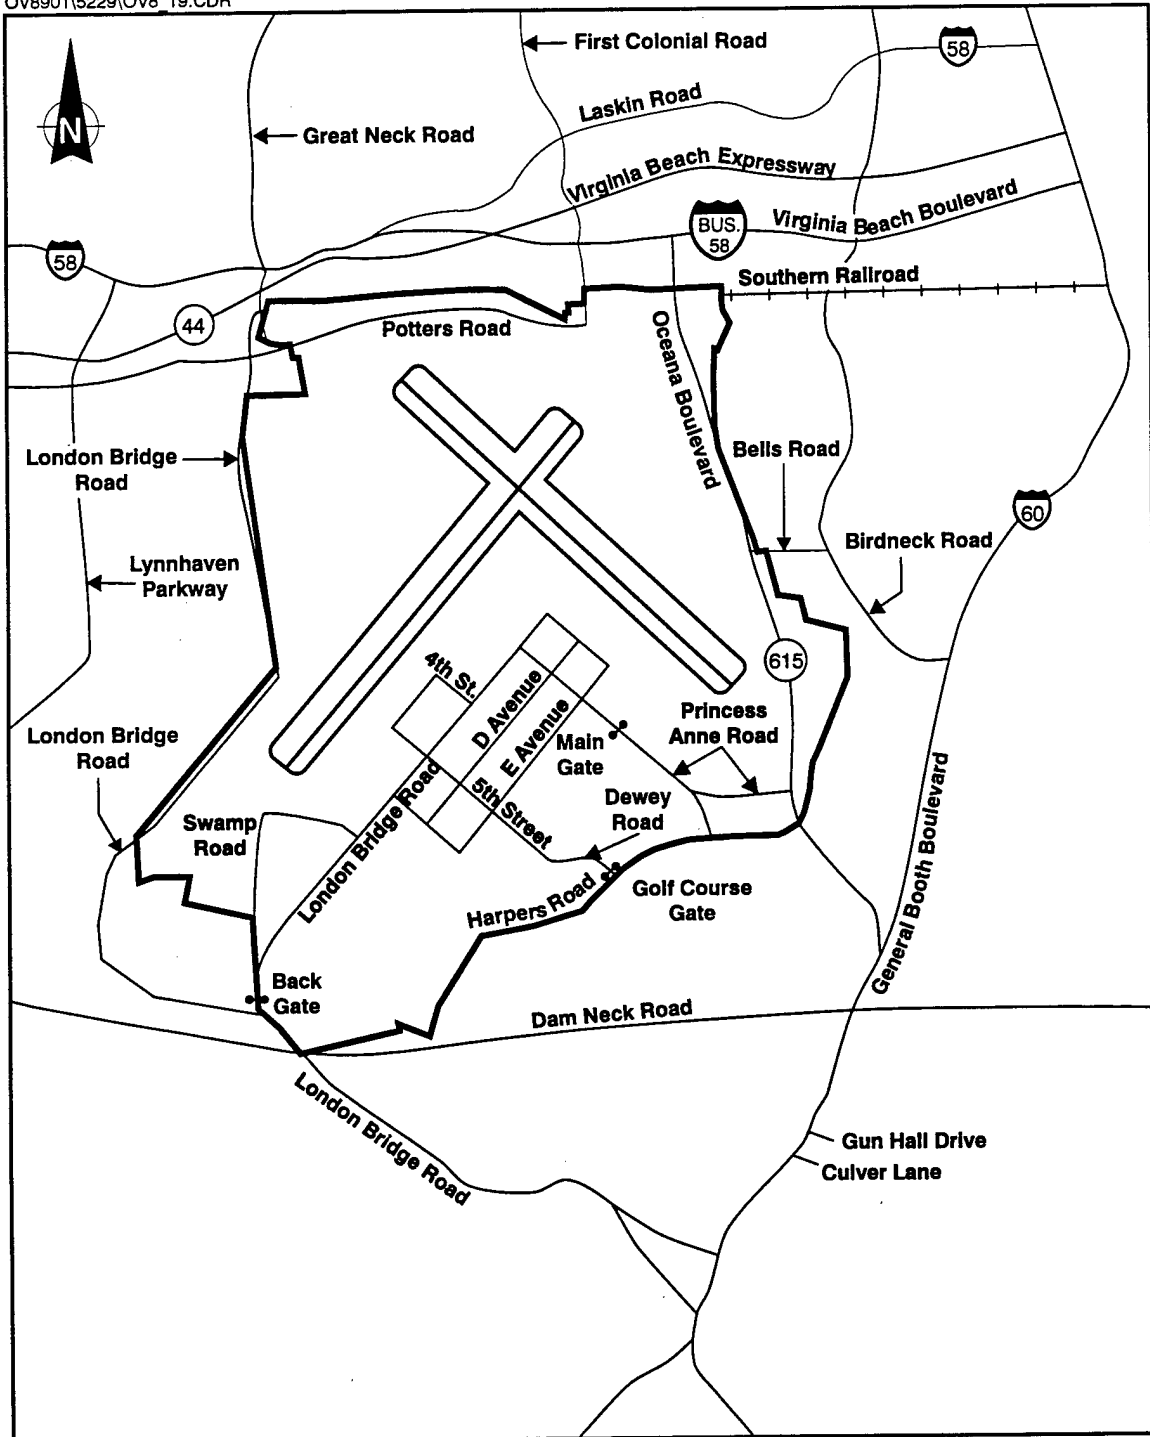 OV8901\5229\OV8_19.CDR
First Colonial Road
58
Laskin Road
N
Great Neck Road
Virginia Beach Expressway
BUS.
58
Virginia Beach Boulevard
58
Southern Railroad
44
Potters Road
Oceana Boulevard
London Bridge
Road
Bells Road
60
Birdneck Road
Lynnhaven
Parkway
615
4th St.
D Avenue
E Avenue
Princess
Anne Road
Main
Gate
London Bridge
Road
5th Street
Dewey
Road
Swamp
Road
London Bridge Road
General Booth Boulevard
Harpers Road
Golf Course
Gate
Back
Gate
Dam Neck Road
London Bridge Road
Gun Hall Drive
Culver Lane